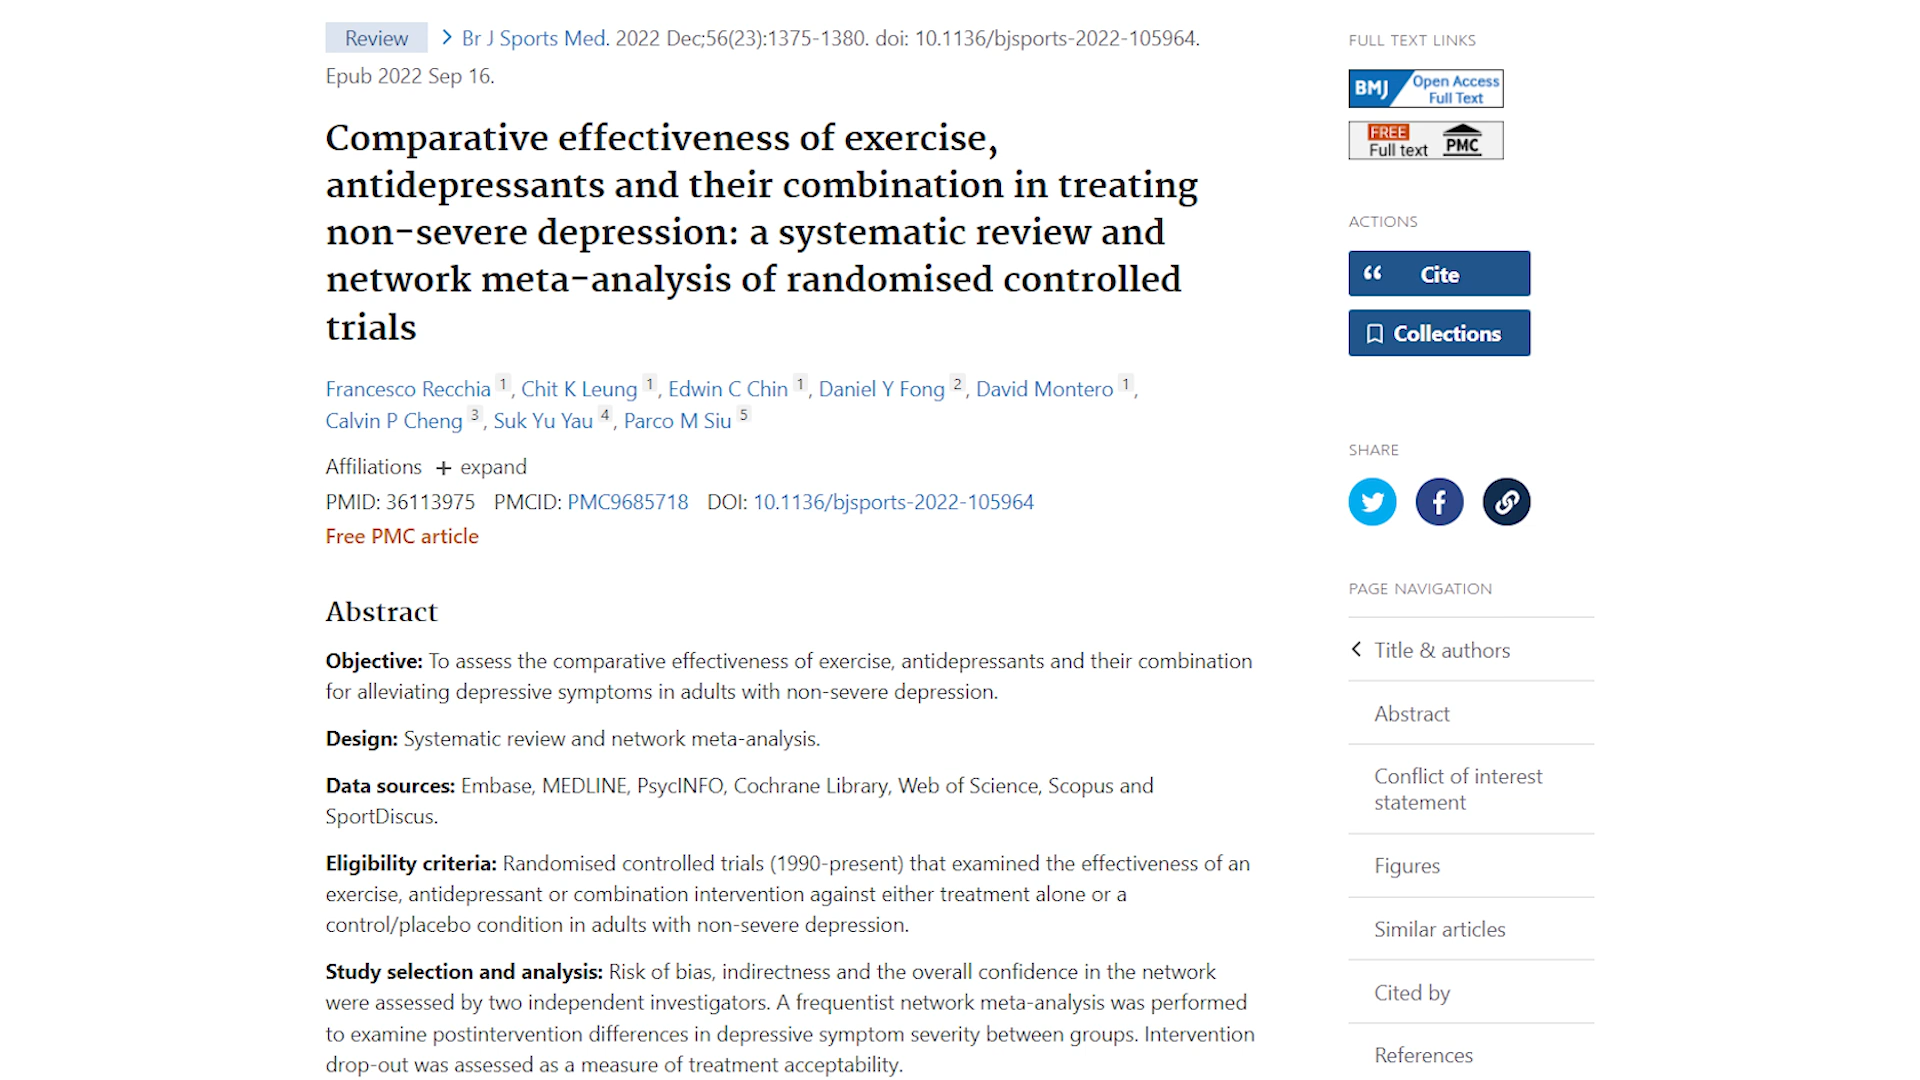 Review > Br J Sports Med. 2022 Dec;56(23):1375-1380. doi: 10.1136/bjsports-2022-105964.
Epub 2022 Sep 16.
Comparative effectiveness of exercise,
antidepressants and their combination in treating
non-severe depression: a systematic review and
network meta-analysis of randomised controlled
trials
Francesco Recchia 1, Chit K Leung 1, Edwin C Chin 1, Daniel Y Fong 2, David Montero 1,
Calvin P Cheng 3, Suk Yu Yau 4, Parco M Siu 5
Affiliations + expand
PMID: 36113975 PMCID: PMC9685718 DOI: 10.1136/bjsports-2022-105964
Free PMC article
Abstract
Objective: To assess the comparative effectiveness of exercise, antidepressants and their combination
for alleviating depressive symptoms in adults with non-severe depression.
Design: Systematic review and network meta-analysis.
Data sources: Embase, MEDLINE, PsycINFO, Cochrane Library, Web of Science, Scopus and
SportDiscus.
Eligibility criteria: Randomised controlled trials (1990-present) that examined the effectiveness of an
exercise, antidepressant or combination intervention against either treatment alone or a
control/placebo condition in adults with non-severe depression.
Study selection and analysis: Risk of bias, indirectness and the overall confidence in the network
were assessed by two independent investigators. A frequentist network meta-analysis was performed
to examine postintervention differences in depressive symptom severity between groups. Intervention
drop-out was assessed as a measure of treatment acceptability.
FULL TEXT LINKS
BMJ Open Access
Full Text
FREE
Full text PMC
ACTIONS
Cite
Collections
SHARE
PAGE NAVIGATION
Title & authors
Abstract
Conflict of interest
statement
Figures
Similar articles
Cited by
References